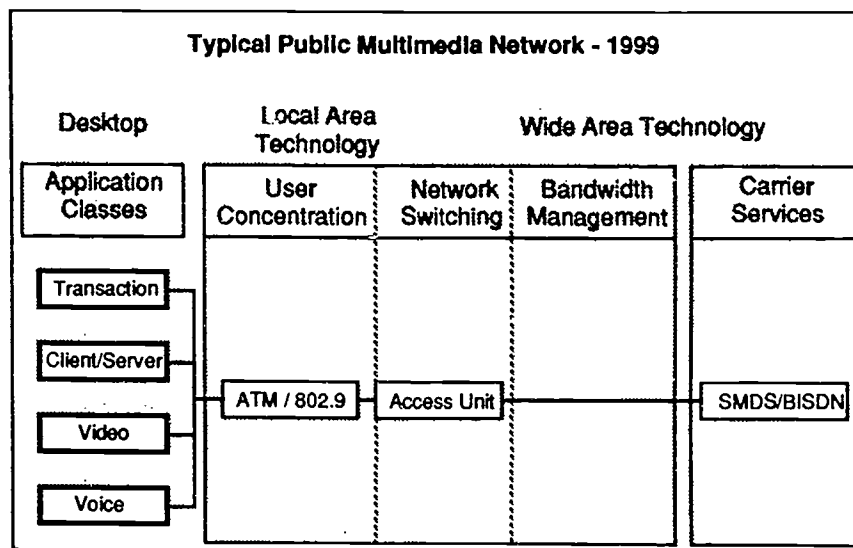 Typical Public Multimedia Network - 1999
Desktop
Local Area
Technology
Wide Area Technology
Application
Classes
User
Concentration
Network
Switching
Bandwidth
Management
Carrier
Services
Transaction
Client/Server
Video
Voice
ATM / 802.9
Access Unit
SMDS/BISDN